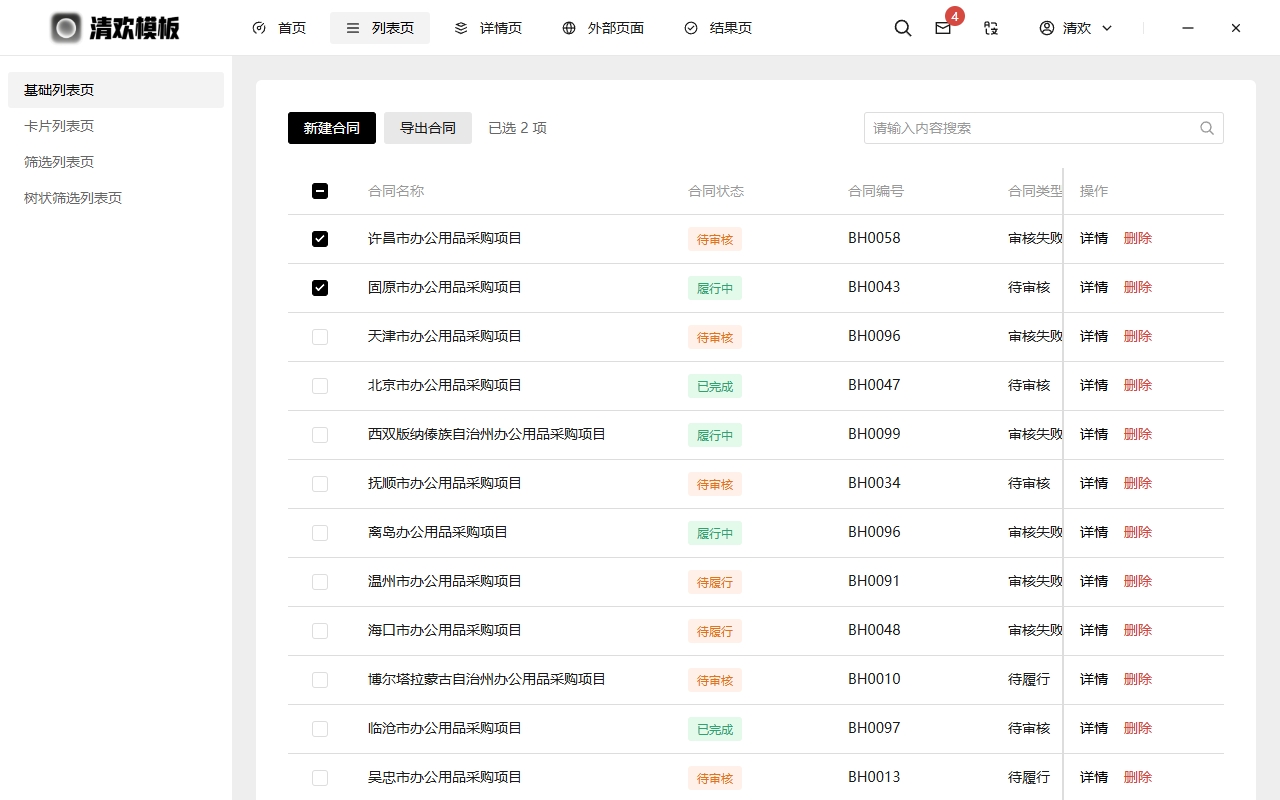 清欢模板 首页 列表页 详情页 外部页面 结果页 4 清欢
基础列表页
卡片列表页
筛选列表页
树状筛选列表页
新建合同 导出合同 已选 2 项 请输入内容搜索
合同名称 合同状态 合同编号 合同类型 操作
许昌市办公用品采购项目 待审核 BH0058 审核失败 详情 删除
固原市办公用品采购项目 履行中 BH0043 待审核 详情 删除
天津市办公用品采购项目 待审核 BH0096 审核失败 详情 删除
北京市办公用品采购项目 已完成 BH0047 待审核 详情 删除
西双版纳傣族自治州办公用品采购项目 履行中 BH0099 审核失败 详情 删除
抚顺市办公用品采购项目 待审核 BH0034 待审核 详情 删除
离岛办公用品采购项目 履行中 BH0096 审核失败 详情 删除
温州市办公用品采购项目 待履行 BH0091 审核失败 详情 删除
海口市办公用品采购项目 待履行 BH0048 审核失败 详情 删除
博尔塔拉蒙古自治州办公用品采购项目 待审核 BH0010 待履行 详情 删除
临沧市办公用品采购项目 已完成 BH0097 待审核 详情 删除
吴忠市办公用品采购项目 待审核 BH0013 待履行 详情 删除